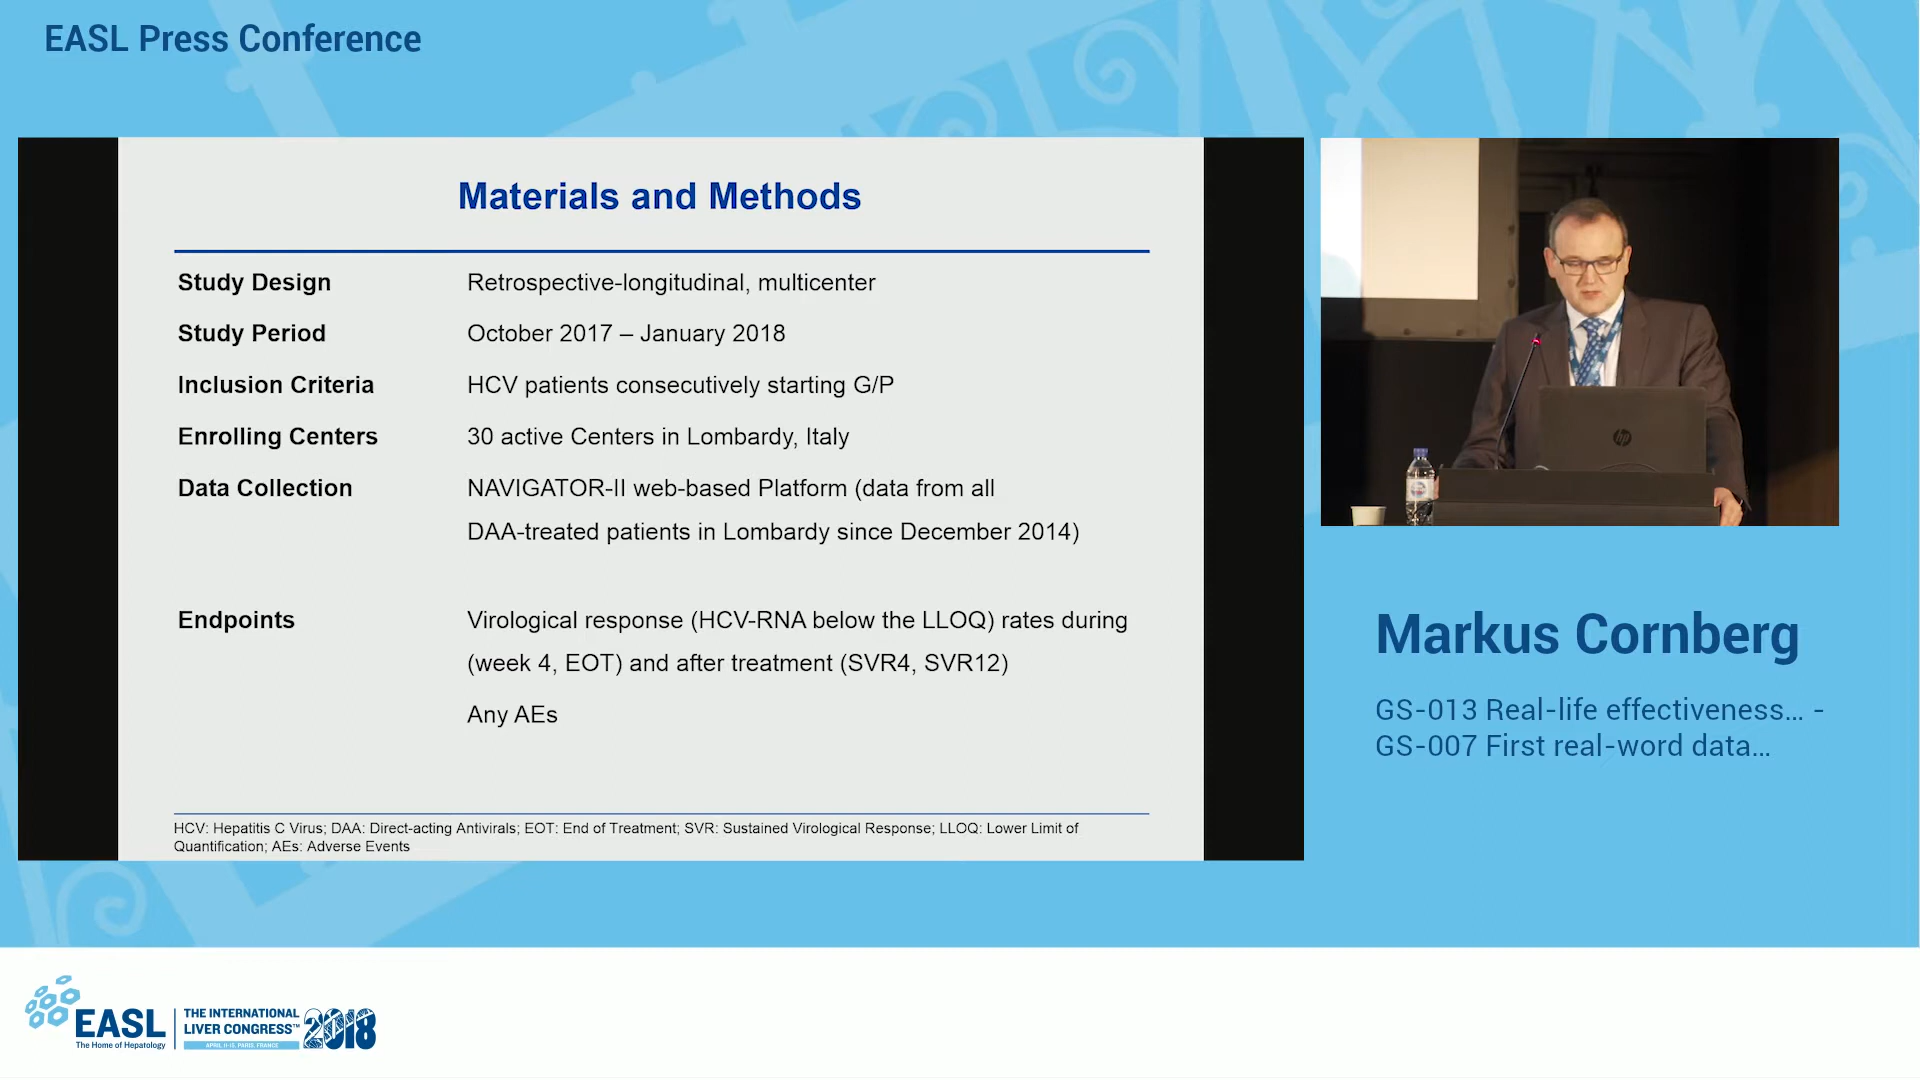 EASL Press Conference
Materials and Methods
Study Design Retrospective-longitudinal, multicenter
Study Period October 2017 – January 2018
Inclusion Criteria HCV patients consecutively starting G/P
Enrolling Centers 30 active Centers in Lombardy, Italy
Data Collection NAVIGATOR-II web-based Platform (data from all
DAA-treated patients in Lombardy since December 2014)
Endpoints Virological response (HCV-RNA below the LLOQ) rates during
(week 4, EOT) and after treatment (SVR4, SVR12)
Any AEs
HCV: Hepatitis C Virus; DAA: Direct-acting Antivirals; EOT: End of Treatment; SVR: Sustained Virological Response; LLOQ: Lower Limit of
Quantification; AEs: Adverse Events
hp
Markus Cornberg
GS-013 Real-life effectiveness... -
GS-007 First real-word data...
EASL
The Home of Hepatology
THE INTERNATIONAL
LIVER CONGRESS™
APRIL 11-15, PARIS, FRANCE
2018